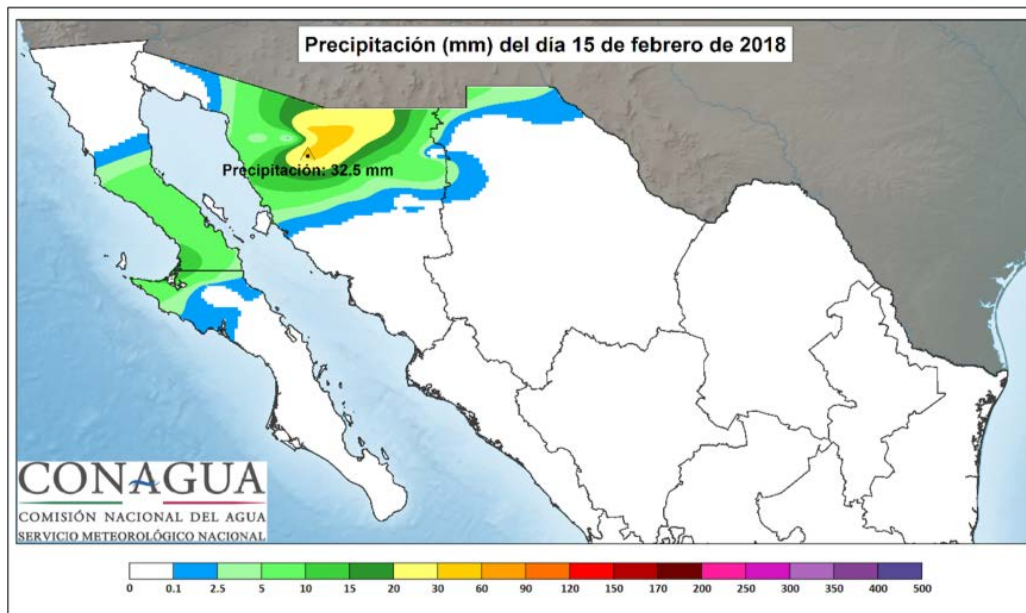 Precipitación (mm) del día 15 de febrero de 2018
Precipitación: 32.5 mm
CONAGUA
COMISIÓN NACIONAL DEL AGUA
SERVICIO METEOROLÓGICO NACIONAL
0 0.1 2.5 5 10 15 20 30 60 90 120 150 170 200 250 300 350 400 500